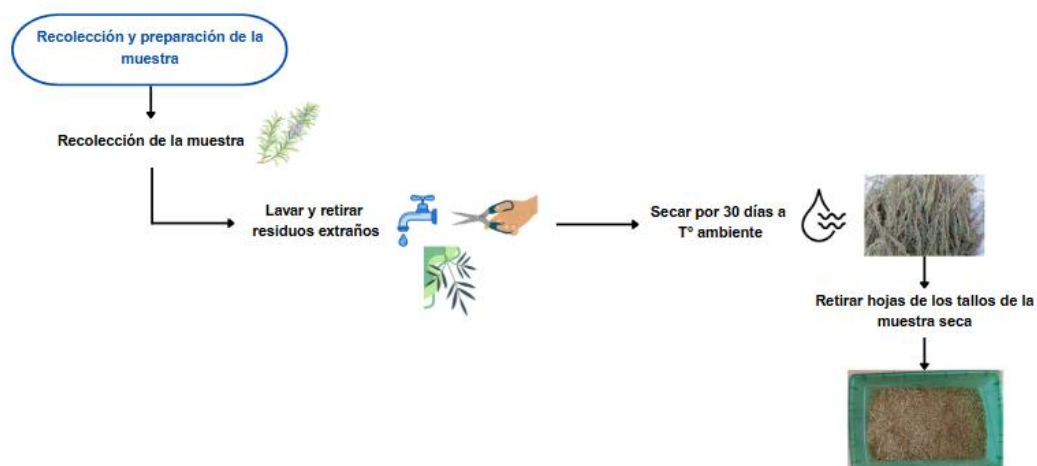 Recolección y preparación de la
muestra
Recolección de la muestra
Lavar y retirar
residuos extraños
Secar por 30 días a
Tº ambiente
Retirar hojas de los tallos de la
muestra seca